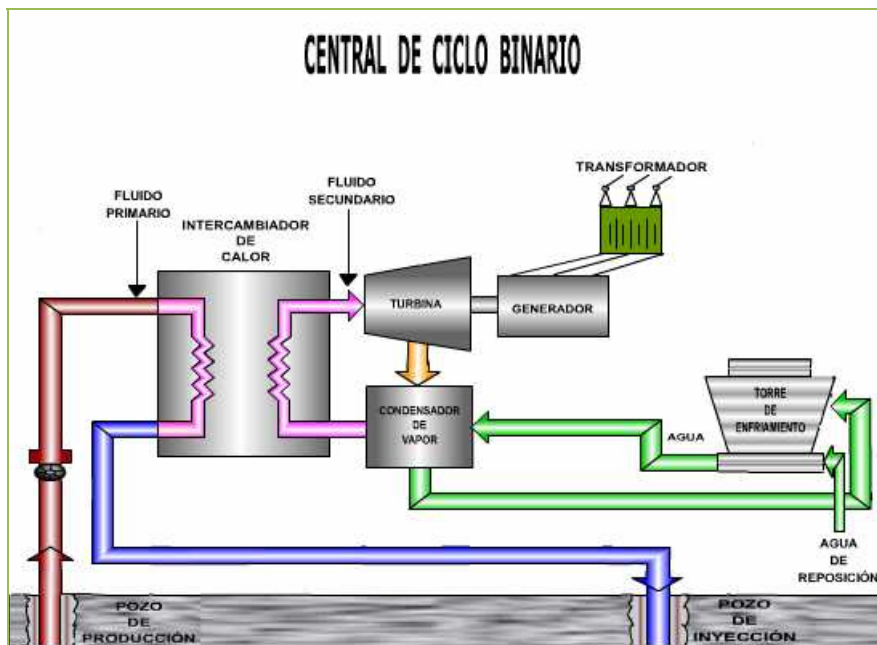 CENTRAL DE CICLO BINARIO
TRANSFORMADOR
FLUIDO
SECUNDARIO
FLUIDO
PRIMARIO
INTERCAMBIADOR
DE
CALOR
TURBINA
GENERADOR
CONDENSADOR
DE
VAPOR
TORRE
DE
ENFRIAMIENTO
AGUA
AGUA
DE
REPOSICIÓN
POZO
DE
PRODUCCIÓN
POZO
DE
INYECCIÓN